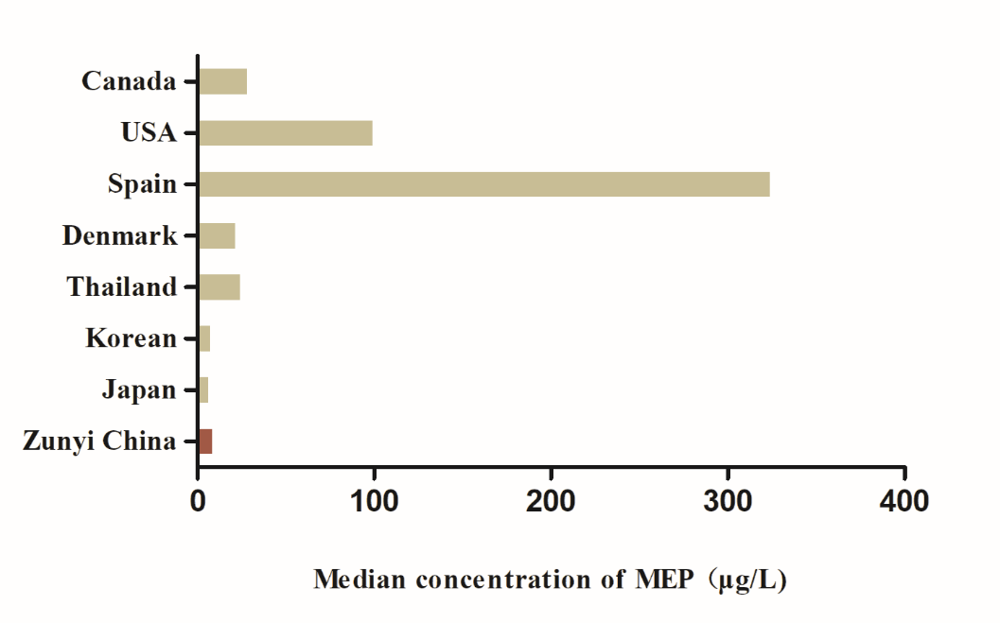 Canada
USA
Spain
Denmark
Thailand
Korean
Japan
Zunyi China
0 100 200 300 400
Median concentration of MEP（μg/L）